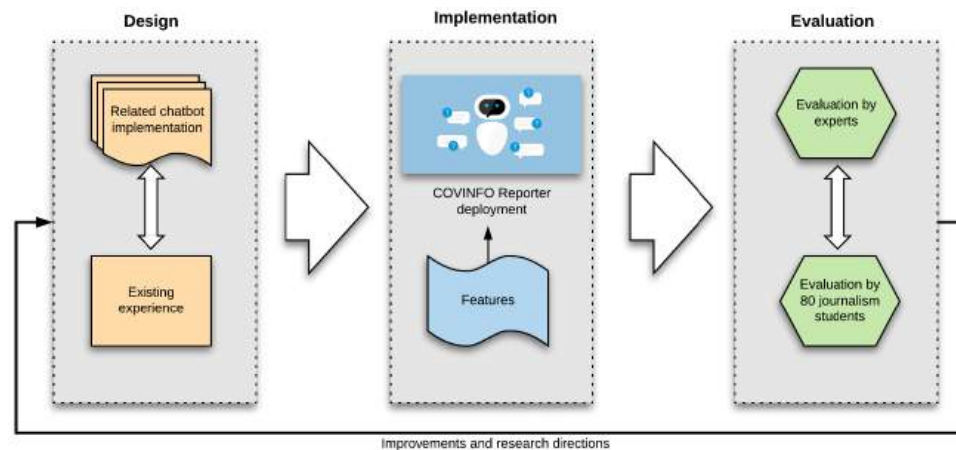 Design
Implementation
Evaluation
Related chatbot
implementation
Existing
experience
COVINFO Reporter
deployment
Features
Evaluation by
experts
Evaluation by
80 journalism
students
Improvements and research directions